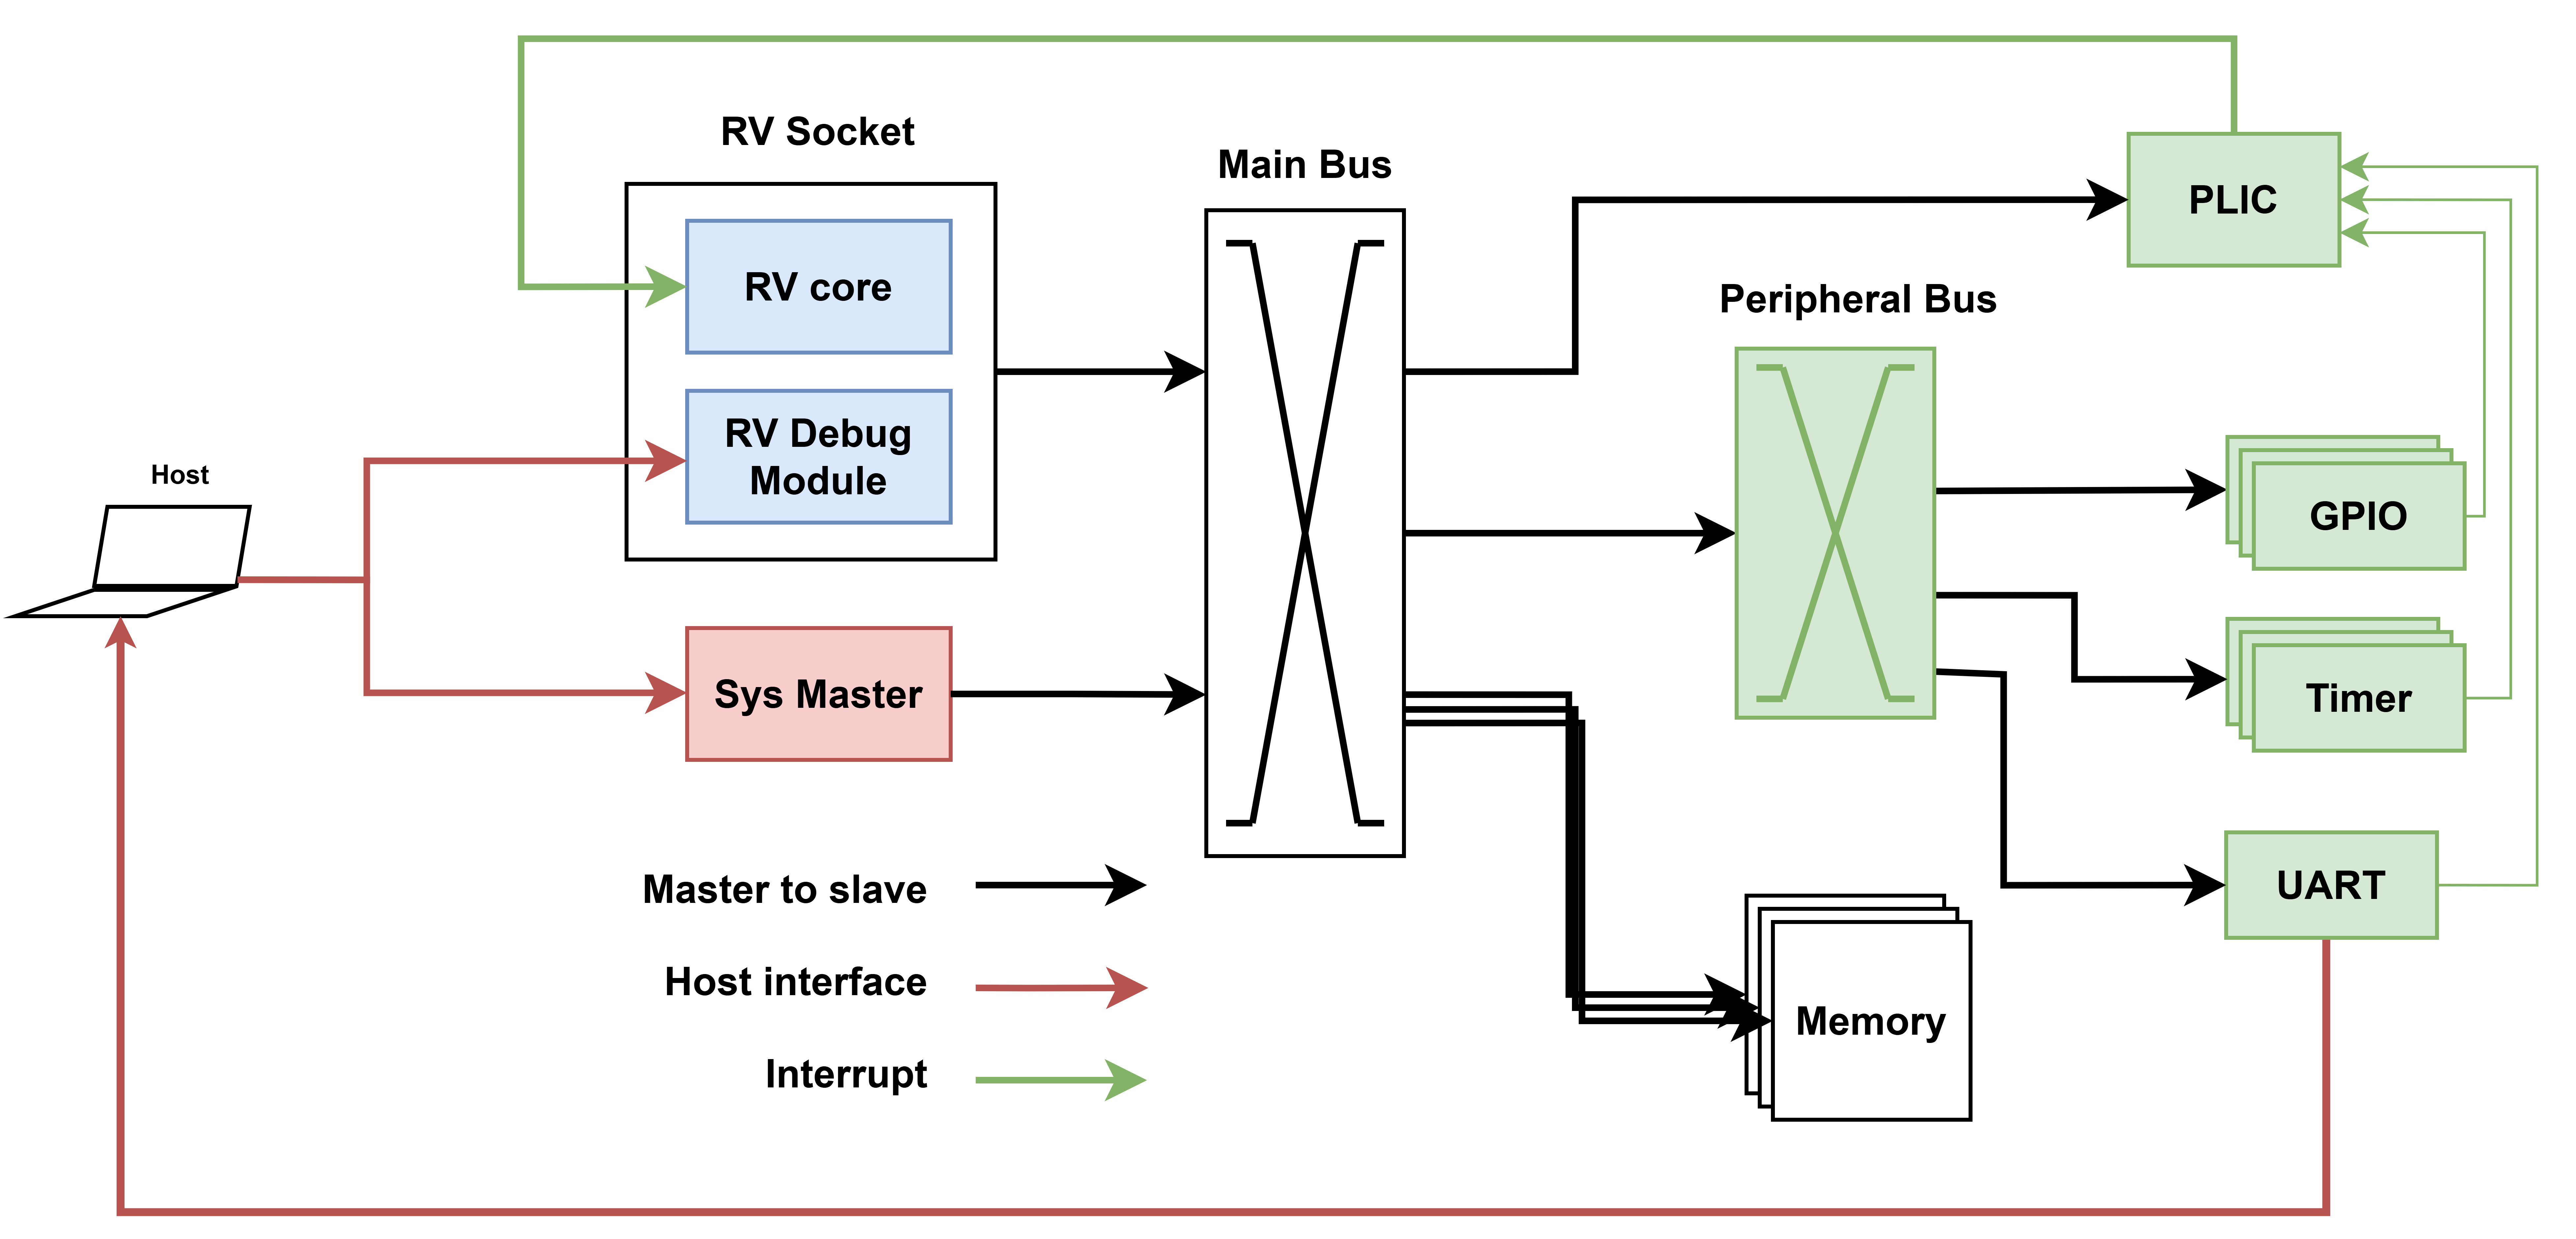 RV Socket
Main Bus
PLIC
RV core
Peripheral Bus
RV Debug
Module
Host
GPIO
Sys Master
Timer
Master to slave
UART
Host interface
Memory
Interrupt